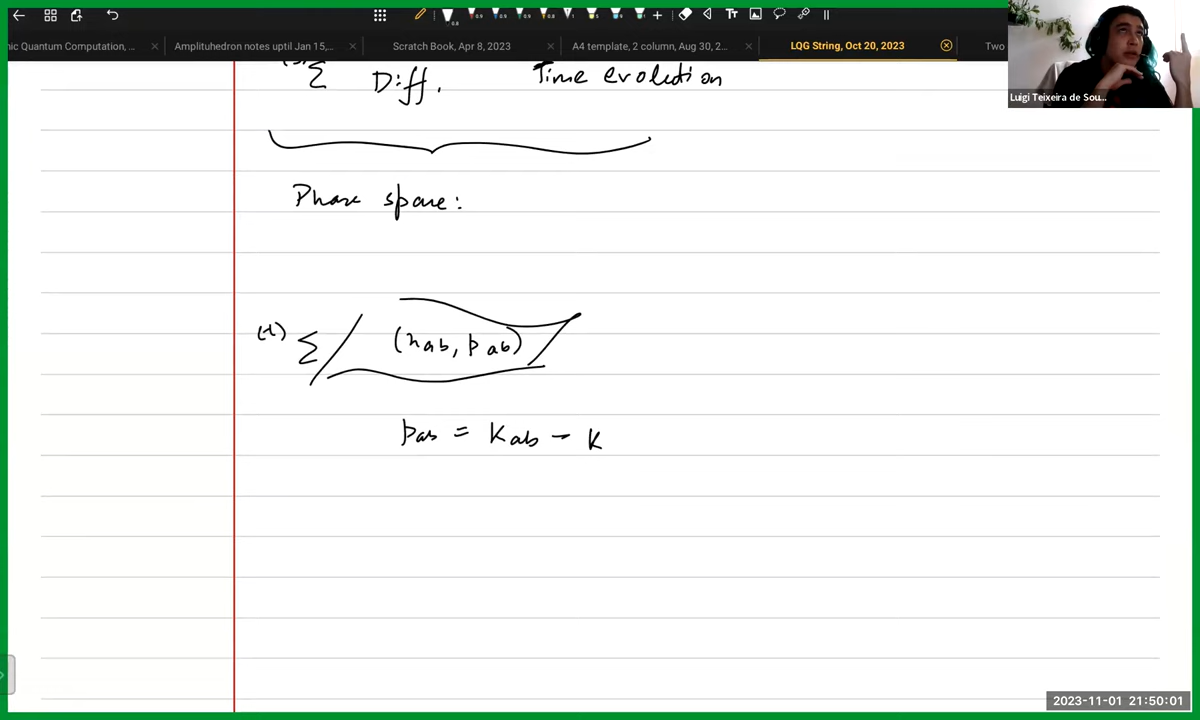 nic Quantum Computation, ...
Amplituhedron notes uptil Jan 15,...
Scratch Book, Apr 8, 2023
A4 template, 2 column, Aug 30, 2...
LQG String, Oct 20, 2023
Two
Luigi Teixeira de Sou...
Σ Diff. Time evolution
Phase space:
(t) Σ (hab, pab)
pab = Kab - K
2023-11-01 21:50:01